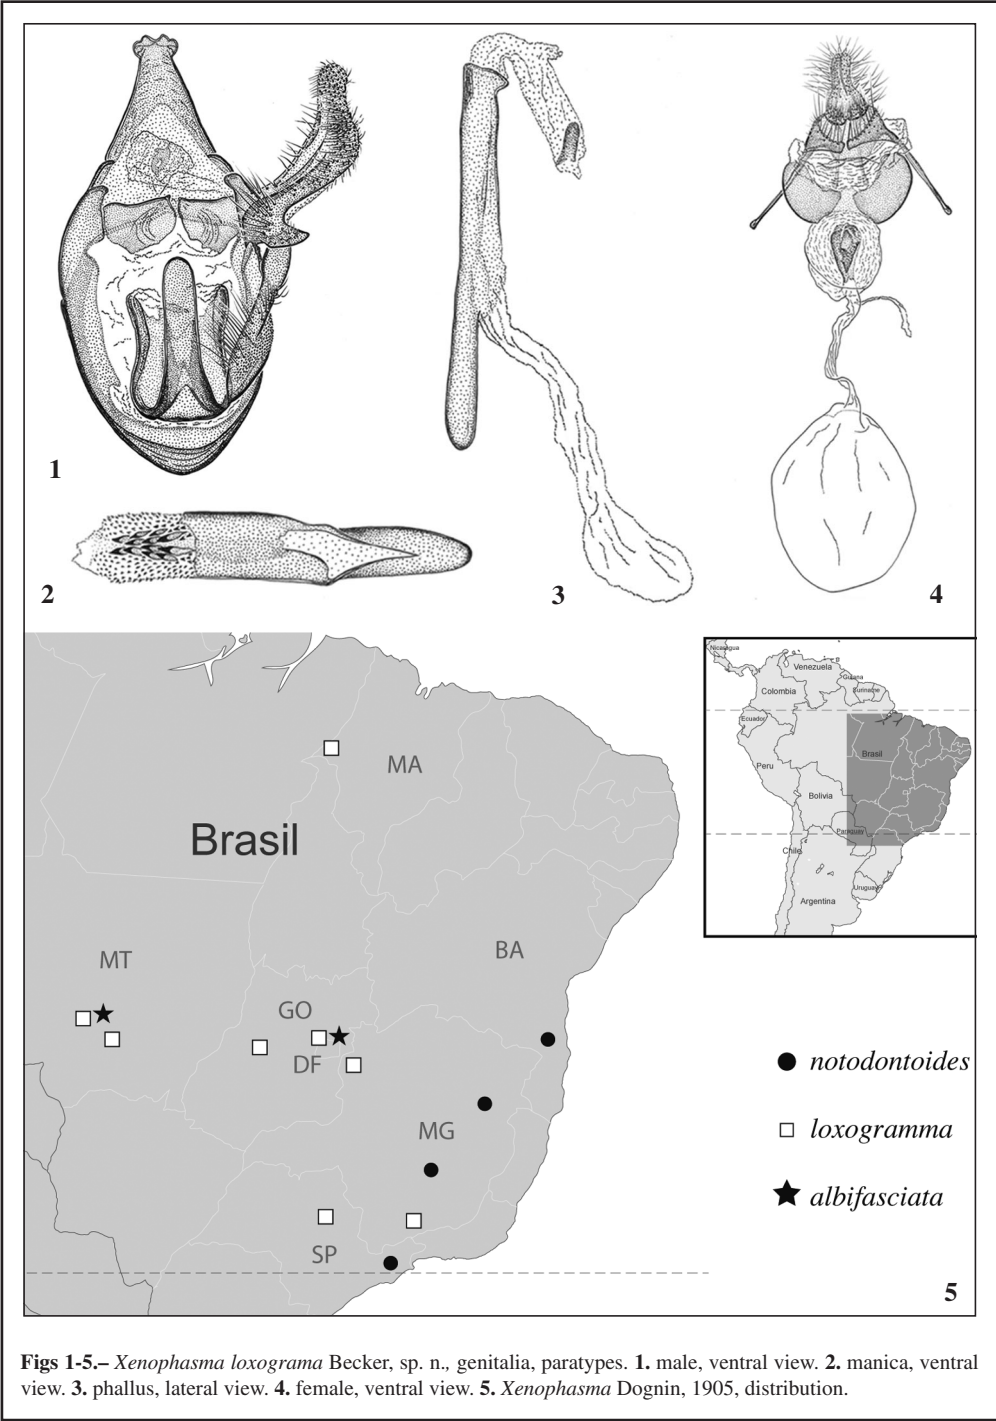 1
2
3
4
Nicaragua
Venezuela
Guiana
Suriname
Colombia
Ecuador
Brasil
Peru
Bolivia
Paraguay
Chile
Uruguay
Argentina
MA
Brasil
BA
MT
GO
DF
MG
SP
notodontoides
loxogramma
albifasciata
5
Figs 1-5.– Xenophasma loxograma Becker, sp. n., genitalia, paratypes. 1. male, ventral view. 2. manica, ventral
view. 3. phallus, lateral view. 4. female, ventral view. 5. Xenophasma Dognin, 1905, distribution.